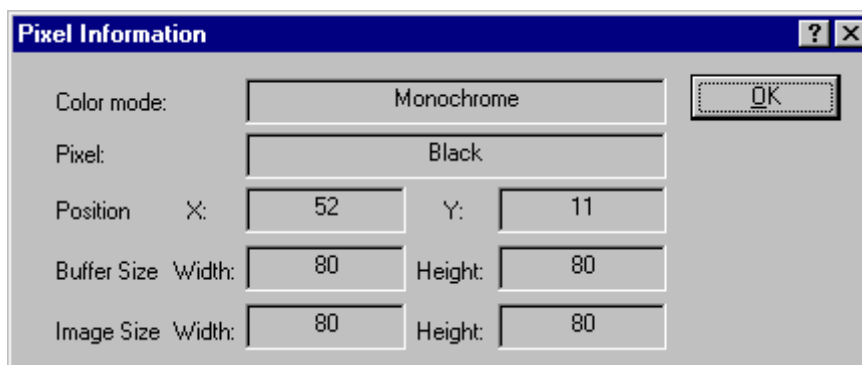 Pixel Information
Color mode: Monochrome OK
Pixel: Black
Position X: 52 Y: 11
Buffer Size Width: 80 Height: 80
Image Size Width: 80 Height: 80